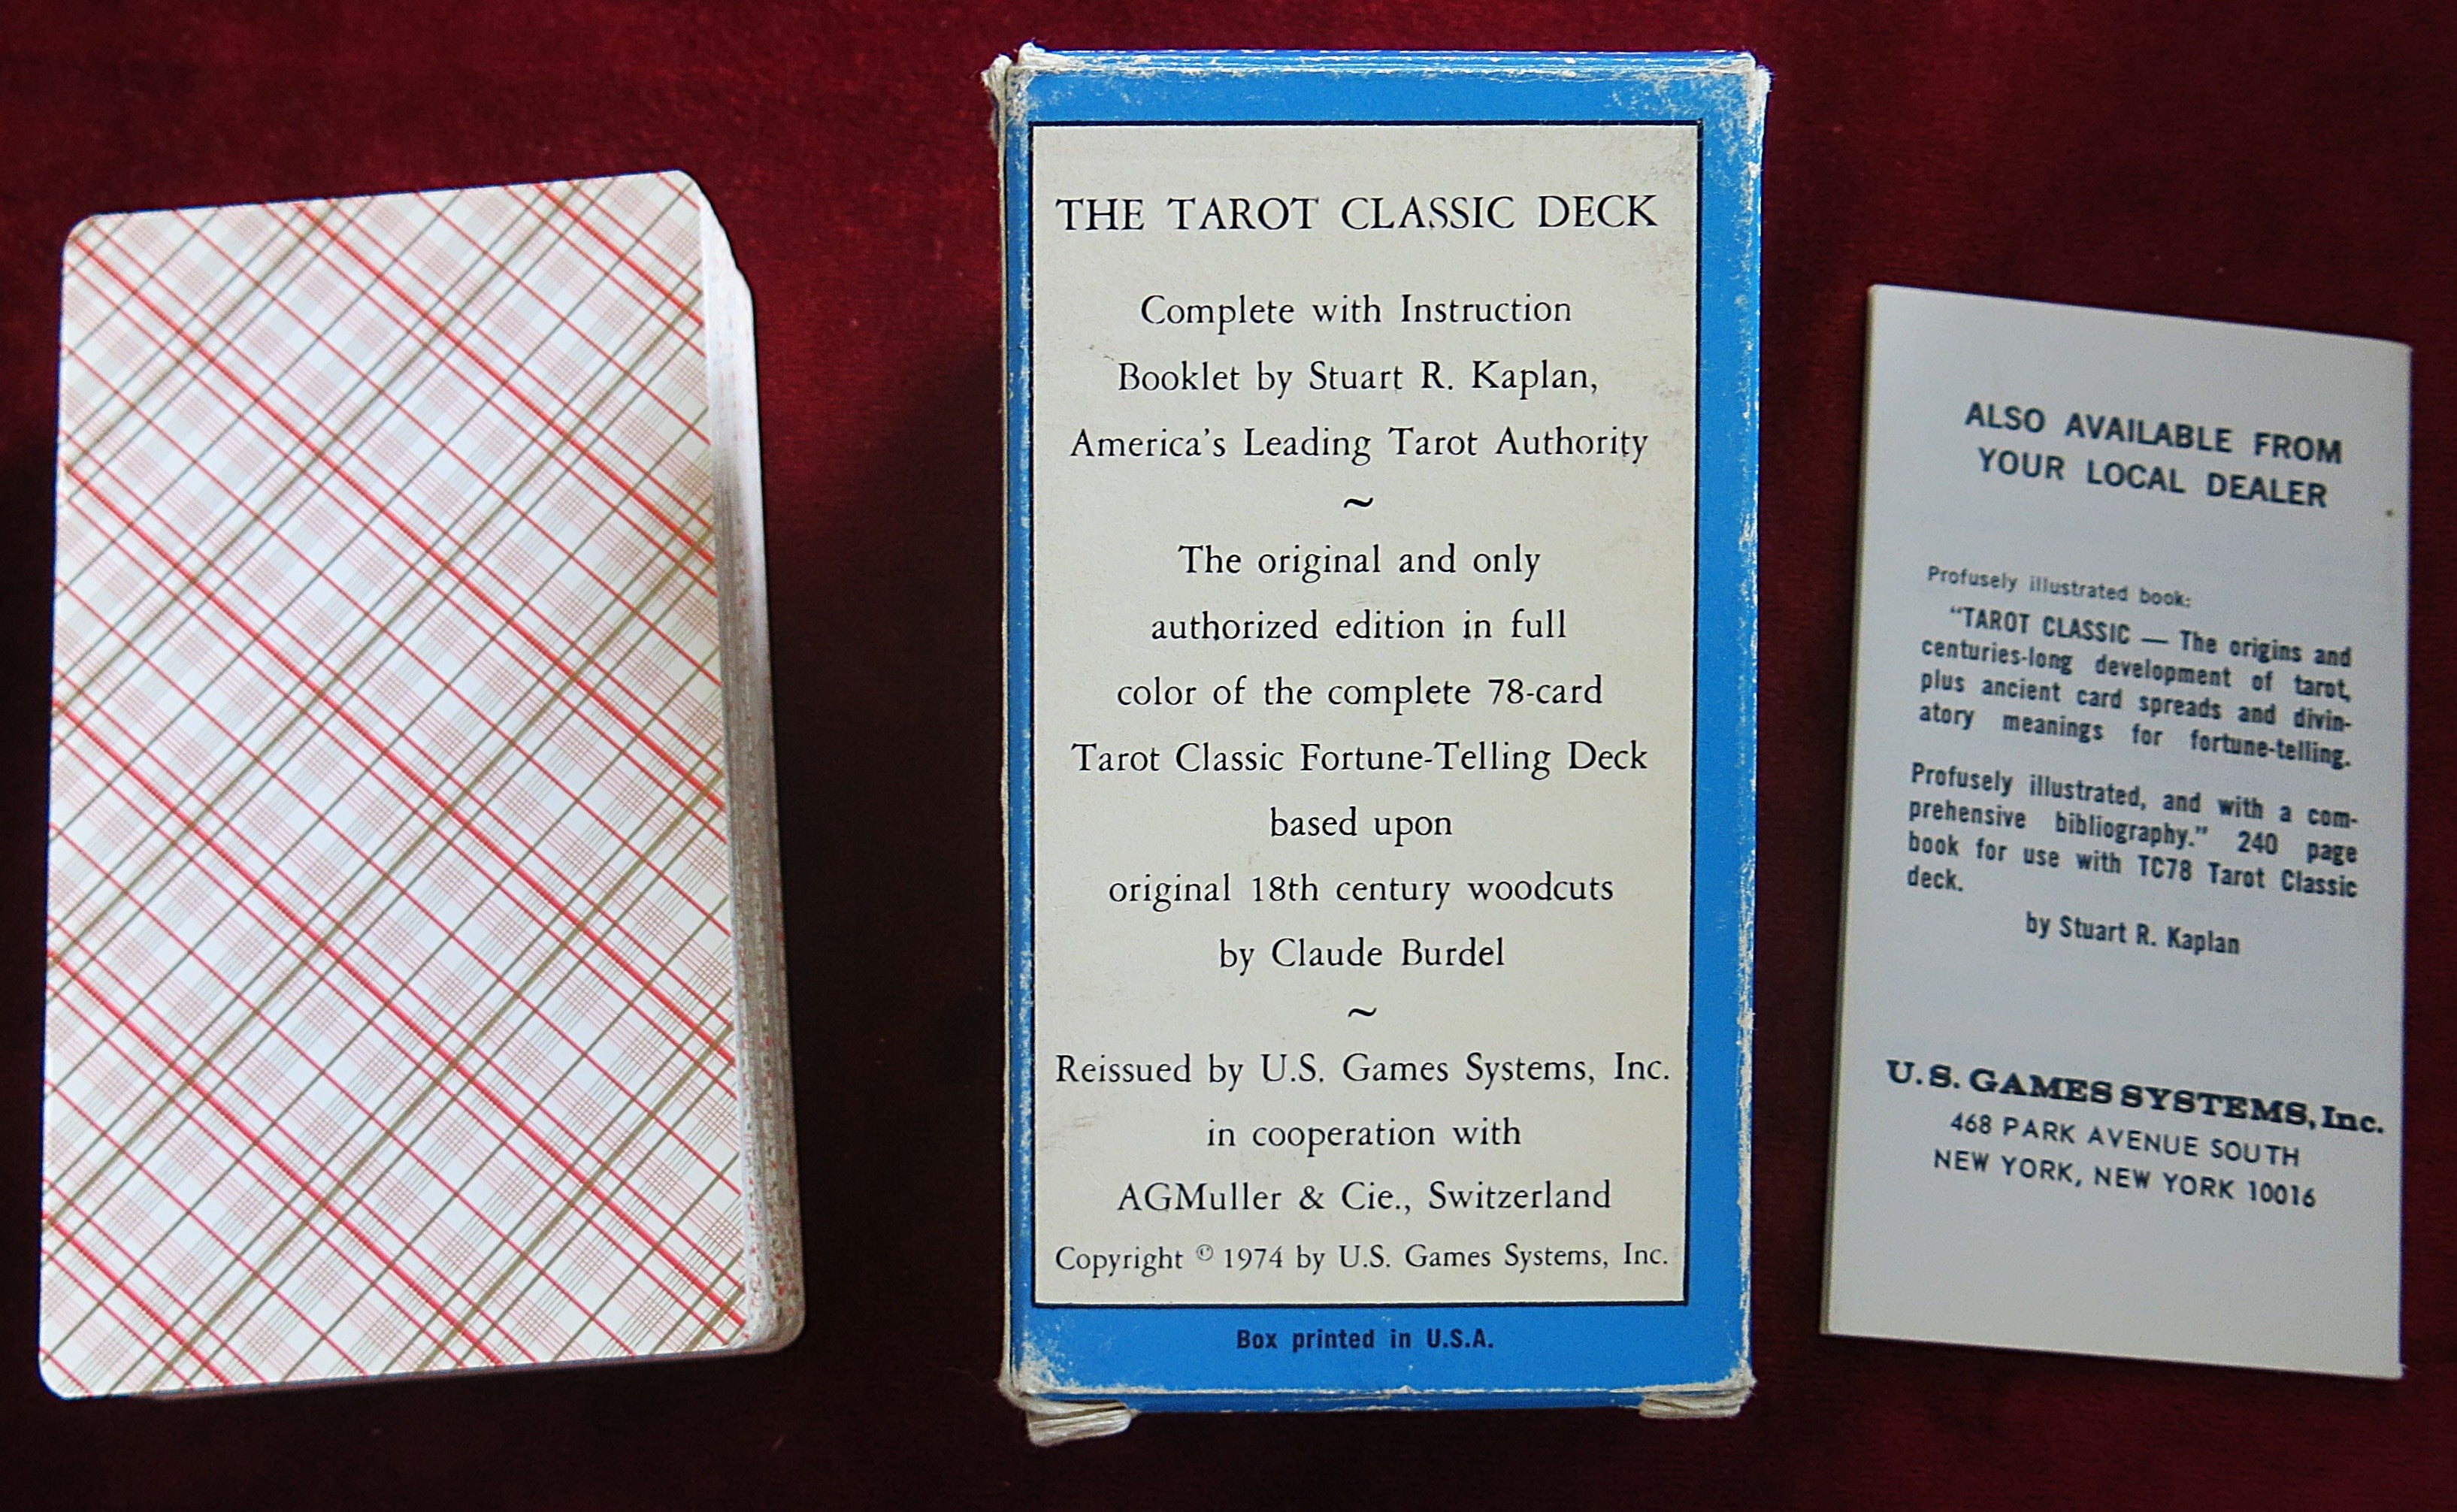 THE TAROT CLASSIC DECK
Complete with Instruction
Booklet by Stuart R. Kaplan,
America's Leading Tarot Authority
~
The original and only
authorized edition in full
color of the complete 78-card
Tarot Classic Fortune-Telling Deck
based upon
original 18th century woodcuts
by Claude Burdel
~
Reissued by U.S. Games Systems, Inc.
in cooperation with
AGMuller & Cie., Switzerland
Copyright © 1974 by U.S. Games Systems, Inc.
Box printed in U.S.A.
ALSO AVAILABLE FROM
YOUR LOCAL DEALER
Profusely illustrated book:
“TAROT CLASSIC — The origins and
centuries-long development of tarot,
plus ancient card spreads and divin-
atory meanings for fortune-telling.
Profusely illustrated, and with a com-
prehensive bibliography.” 240 page
book for use with TC78 Tarot Classic
deck.
by Stuart R. Kaplan
U.S. GAMES SYSTEMS, Inc.
468 PARK AVENUE SOUTH
NEW YORK, NEW YORK 10016